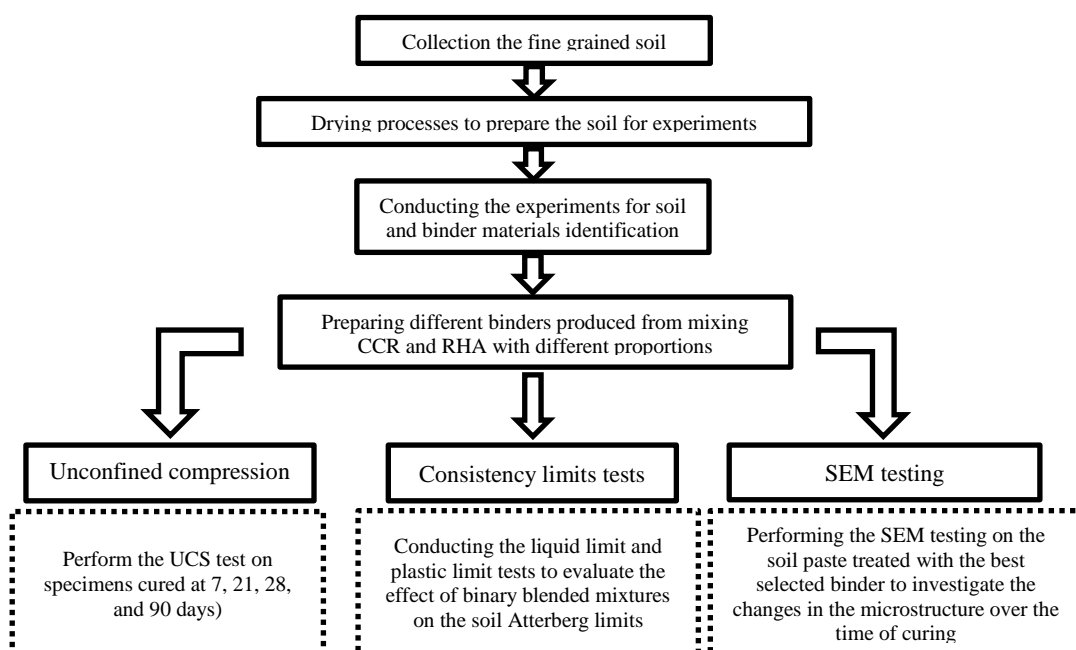 Collection the fine grained soil
Drying processes to prepare the soil for experiments
Conducting the experiments for soil
and binder materials identification
Preparing different binders produced from mixing
CCR and RHA with different proportions
Unconfined compression
Perform the UCS test on
specimens cured at 7, 21, 28,
and 90 days)
Consistency limits tests
Conducting the liquid limit and
plastic limit tests to evaluate the
effect of binary blended mixtures
on the soil Atterberg limits
SEM testing
Performing the SEM testing on the
soil paste treated with the best
selected binder to investigate the
changes in the microstructure over the
time of curing